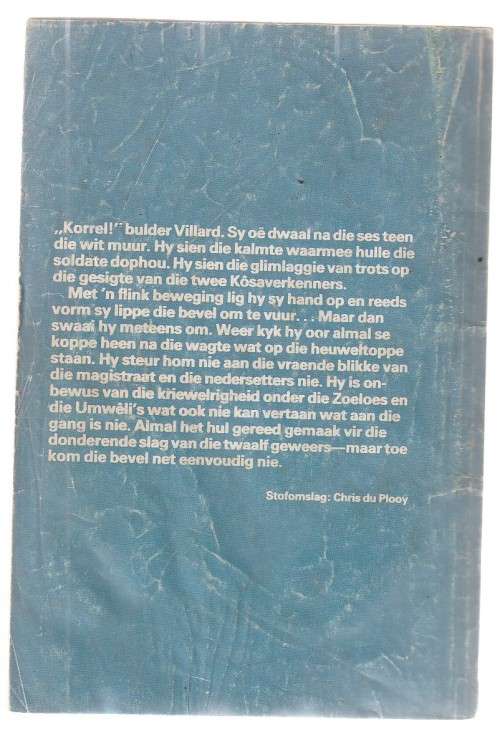 „Korrel!” bulder Villard. Sy oë dwaal na die ses teen
die wit muur. Hy sien die kalmte waarmee hulle die
soldate dophou. Hy sien die glimlaggie van trots op
die gesigte van die twee Kôsaverkenners.
Met 'n flink beweging lig hy sy hand op en reeds
vorm sy lippe die bevel om te vuur. . . Maar dan
swaai hy meteens om. Weer kyk hy oor almal se
koppe heen na die wagte wat op die heuweltoppe
staan. Hy steur hom nie aan die vraende blikke van
die magistraat en die nedersetters nie. Hy is on-
bewus van die kriewelrigheid onder die Zoeloes en
die Umwêli's wat ook nie kan vertaan wat aan die
gang is nie. Almal het hul gereed gemaak vir die
donderende slag van die twaalf geweers—maar toe
kom die bevel net eenvoudig nie.
Stofomslag: Chris du Plooy